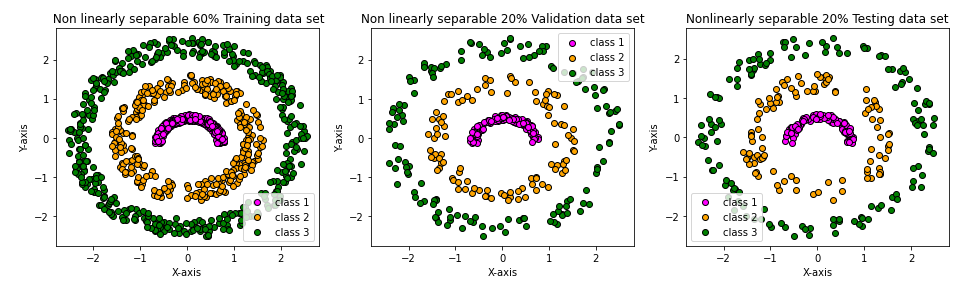 Non linearly separable 60% Training data set
Y-axis
2
1
0
−1
−2
−2
−1
0
1
2
X-axis
class 1
class 2
class 3
Non linearly separable 20% Validation data set
Y-axis
2
1
0
−1
−2
−2
−1
0
1
2
X-axis
class 1
class 2
class 3
Nonlinearly separable 20% Testing data set
Y-axis
2
1
0
−1
−2
−2
−1
0
1
2
X-axis
class 1
class 2
class 3